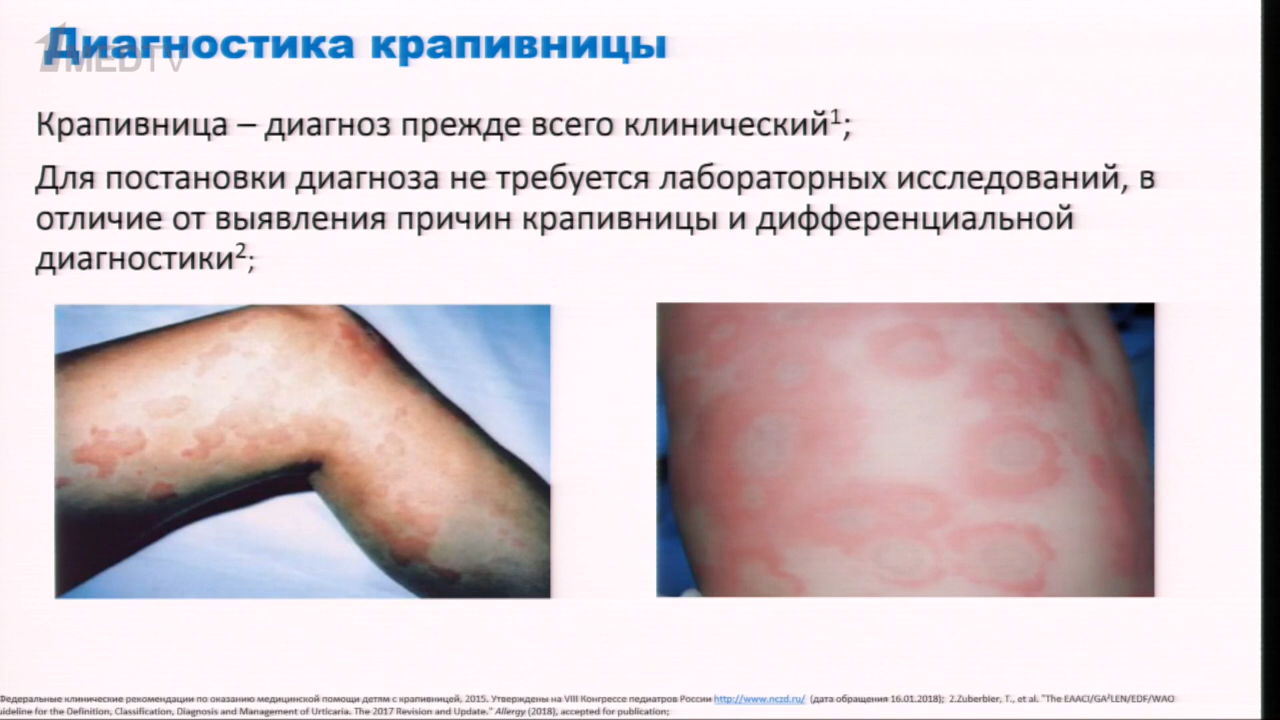 Диагностика крапивницы
1MEDTV
Крапивница – диагноз прежде всего клинический¹;
Для постановки диагноза не требуется лабораторных исследований, в
отличие от выявления причин крапивницы и дифференциальной
диагностики²;
Федеральные клинические рекомендации по оказанию медицинской помощи детям с крапивницей, 2015. Утверждены на VIII Конгрессе педиатров России http://www.nczd.ru/ (дата обращения 16.01.2018); 2.Zuberbier, T., et al. "The EAACI/GA²LEN/EDF/WAO
uideline for the Definition, Classification, Diagnosis and Management of Urticaria. The 2017 Revision and Update." Allergy (2018), accepted for publication;